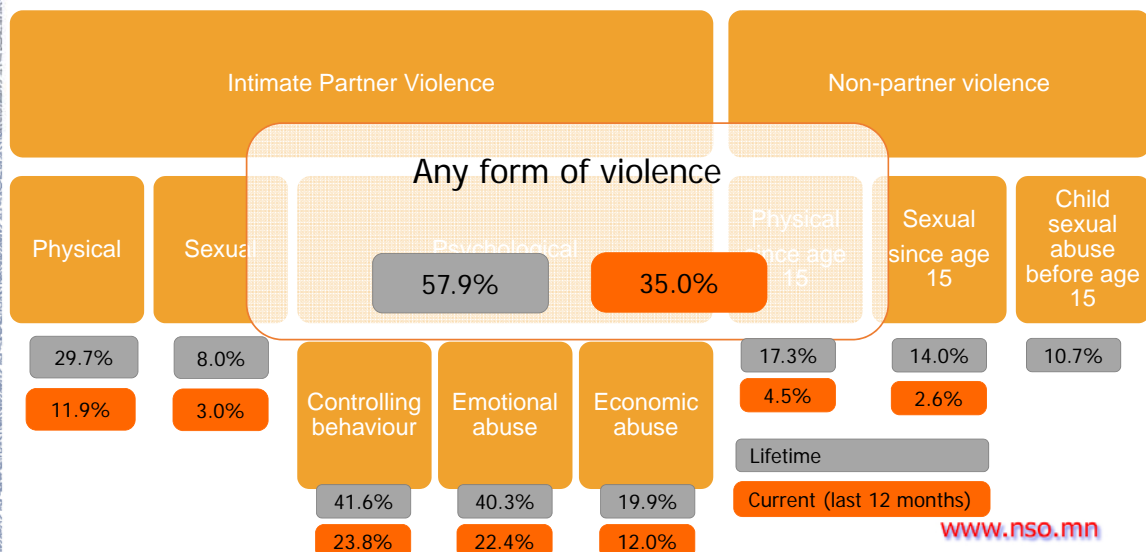 Intimate Partner Violence
Non-partner violence
Any form of violence
57.9%
35.0%
Physical
Sexual
Psychological
Physical
since age
15
Sexual
since age
15
Child
sexual
abuse
before age
15
29.7%
11.9%
8.0%
3.0%
17.3%
4.5%
14.0%
2.6%
10.7%
Controlling
behaviour
Emotional
abuse
Economic
abuse
41.6%
23.8%
40.3%
22.4%
19.9%
12.0%
Lifetime
Current (last 12 months)
www.nso.mn